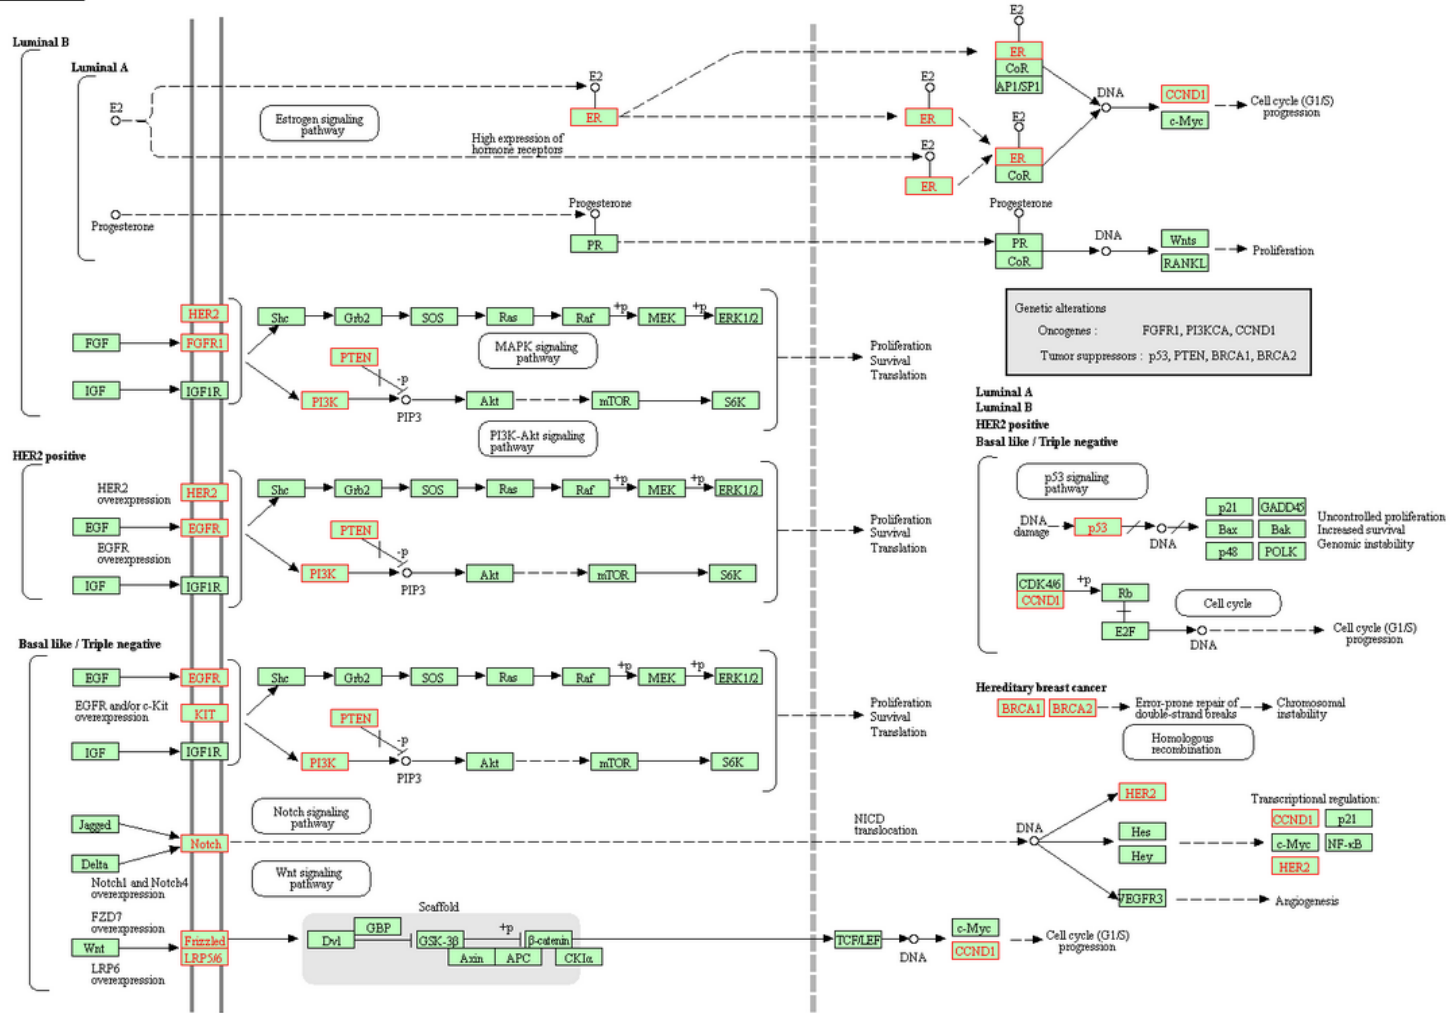 Luminal B
Luminal A
E2
Estrogen signaling
pathway
E2
ER
High expression of
hormone receptors
E2
ER
CoR
AP1/SP1
E2
ER
E2
ER
E2
ER
CoR
DNA
CCND1
c-Myc
Cell cycle (G1/S)
progression
Progesterone
Progesterone
PR
Progesterone
PR
CoR
DNA
Wnts
RANKL
Proliferation
HER2
FGF
FGFR1
IGF
IGF1R
Shc
Grb2
SOS
Ras
Raf
+p
MEK
+p
ERK1/2
MAPK signaling
pathway
PTEN
-p
PI3K
PIP3
Akt
mTOR
S6K
PI3K-Akt signaling
pathway
Proliferation
Survival
Translation
Genetic alterations
Oncogenes : FGFR1, PI3KCA, CCND1
Tumor suppressors : p53, PTEN, BRCA1, BRCA2
HER2 positive
HER2
overexpression
HER2
EGF
EGFR
EGFR
overexpression
IGF
IGF1R
Shc
Grb2
SOS
Ras
Raf
+p
MEK
+p
ERK1/2
PTEN
-p
PI3K
PIP3
Akt
mTOR
S6K
Proliferation
Survival
Translation
Luminal A
Luminal B
HER2 positive
Basal like / Triple negative
p53 signaling
pathway
DNA
damage
p53
DNA
p21
GADD45
Bax
Bak
p48
POLK
Uncontrolled proliferation
Increased survival
Genomic instability
CDK4/6
CCND1
+p
Rb
E2F
Cell cycle
DNA
Cell cycle (G1/S)
progression
Basal like / Triple negative
EGF
EGFR
EGFR and/or c-Kit
overexpression
KIT
IGF
IGF1R
Shc
Grb2
SOS
Ras
Raf
+p
MEK
+p
ERK1/2
PTEN
-p
PI3K
PIP3
Akt
mTOR
S6K
Proliferation
Survival
Translation
Hereditary breast cancer
BRCA1
BRCA2
Error-prone repair of
double-strand breaks
Chromosomal
instability
Homologous
recombination
Jagged
Delta
Notch
Notch1 and Notch4
overexpression
Notch signaling
pathway
NICD
translocation
DNA
HER2
Hes
Hey
VEGFR3
Transcriptional regulation:
CCND1
p21
c-Myc
NF-κB
HER2
Angiogenesis
Wnt signaling
pathway
FZD7
overexpression
Wnt
Frizzled
LRP5/6
LRP6
overexpression
Scaffold
Dvl
GBP
GSK-3β
+p
β-catenin
Axin
APC
CKIα
TCF/LEF
DNA
c-Myc
CCND1
Cell cycle (G1/S)
progression